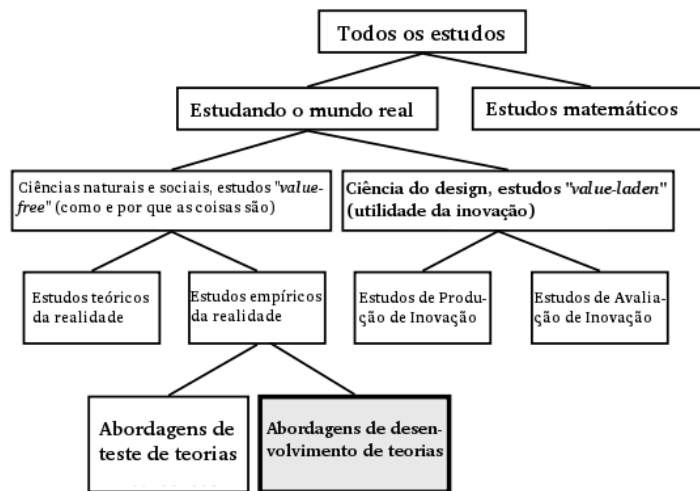 Todos os estudos
Estudando o mundo real
Estudos matemáticos
Ciências naturais e sociais, estudos "value-
free" (como e por que as coisas são)
Ciência do design, estudos "value-laden"
(utilidade da inovação)
Estudos teóricos
da realidade
Estudos empíricos
da realidade
Estudos de Produ-
ção de Inovação
Estudos de Avalia-
ção de Inovação
Abordagens de
teste de teorias
Abordagens de desen-
volvimento de teorias